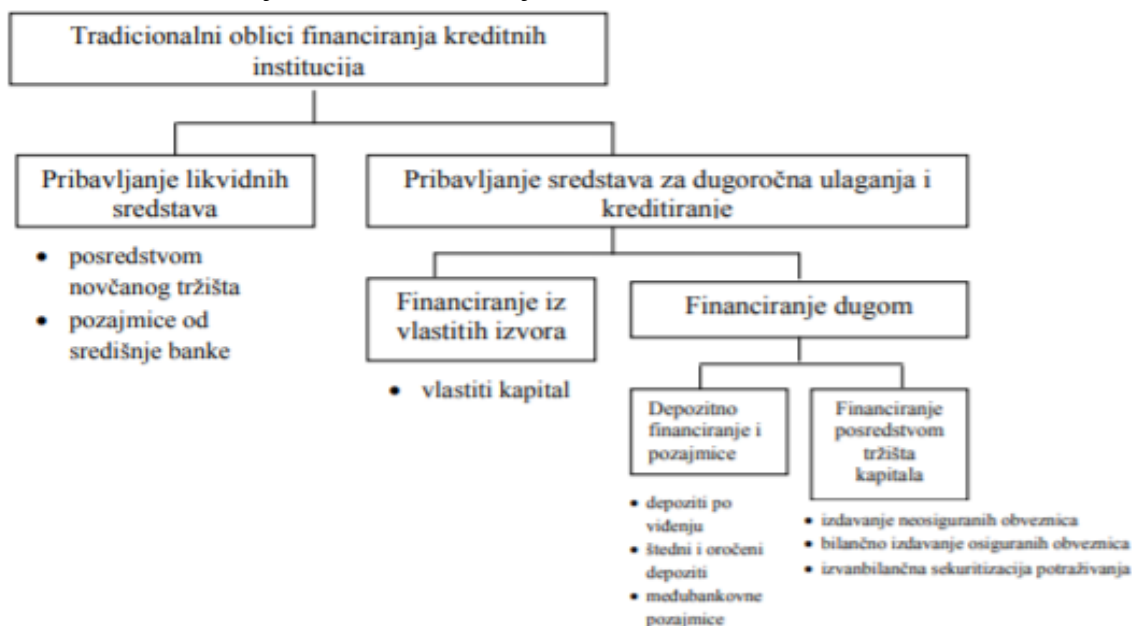 Tradicionalni oblici financiranja kreditnih
institucija
Pribavljanje likvidnih
sredstava
• posredstvom
novčanog tržišta
• pozajmice od
središnje banke
Pribavljanje sredstava za dugoročna ulaganja i
kreditiranje
Financiranje iz
vlastitih izvora
• vlastiti kapital
Financiranje dugom
Depozitno
financiranje i
pozajmice
• depoziti po
viđenju
• štedni i oročeni
depoziti
• međubankovne
pozajmice
Financiranje
posredstvom
tržišta
kapitala
• izdavanje neosiguranih obveznica
• bilančno izdavanje osiguranih obveznica
• izvanbilančna sekuritizacija potraživanja